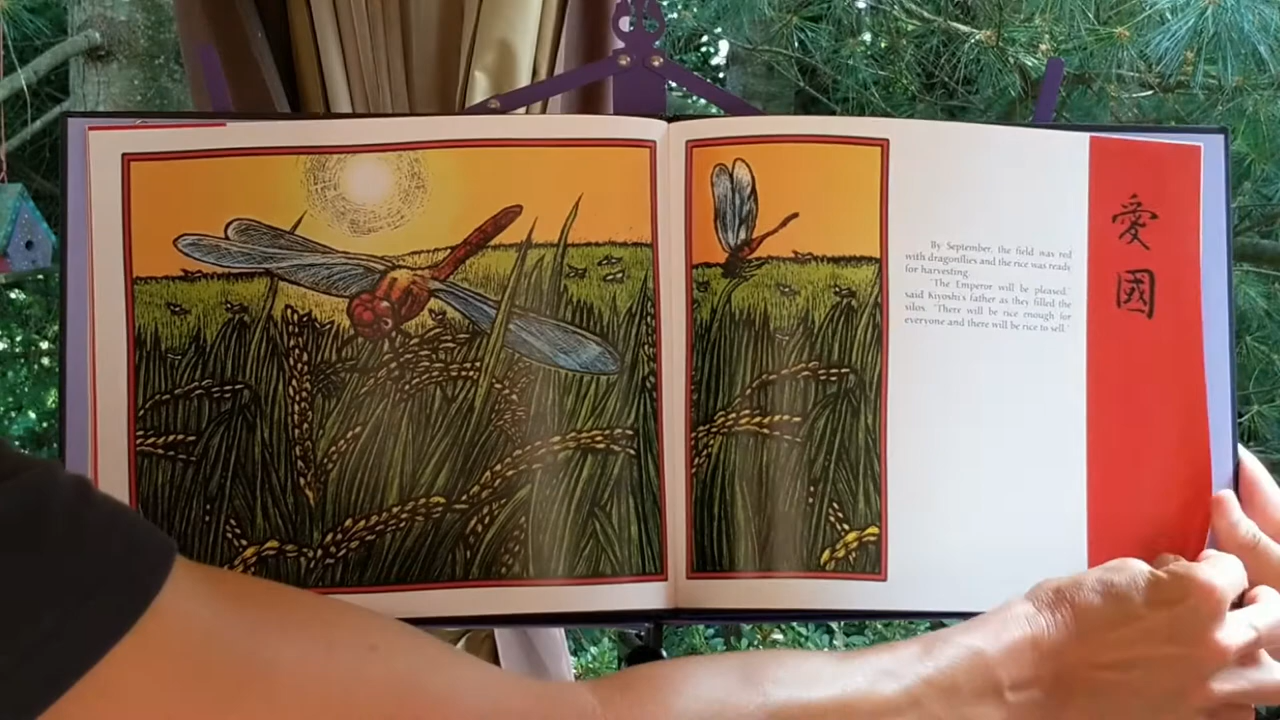 By September, the field was red
with dragonflies and the rice was ready
for harvesting.
"The Emperor will be pleased,"
said Kiyoshi's father as they filled the
silos. "There will be rice enough for
everyone and there will be rice to sell."
愛
國